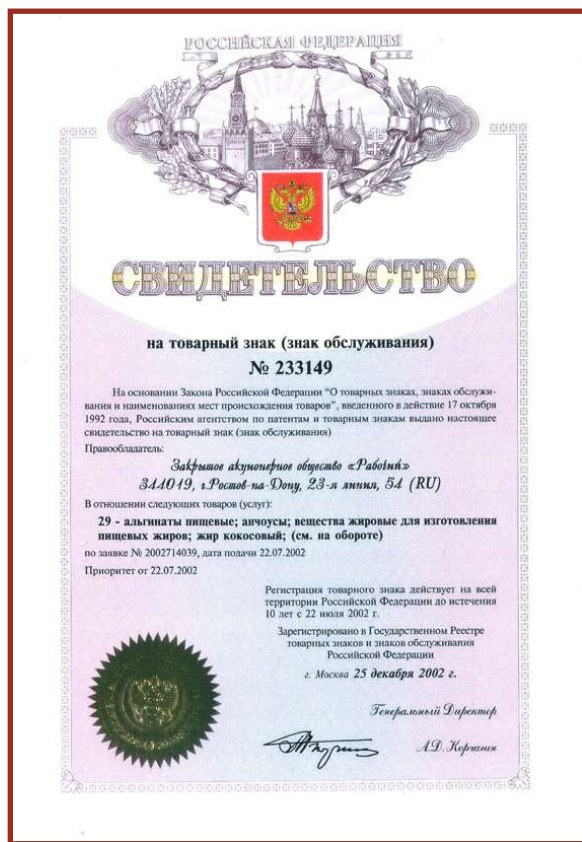 РОССИЙСКАЯ ФЕДЕРАЦИЯ
СВИДЕТЕЛЬСТВО
на товарный знак (знак обслуживания)
№ 233149
На основании Закона Российской Федерации "О товарных знаках, знаках обслужи-
вания и наименованиях мест происхождения товаров", введенного в действие 17 октября
1992 года, Российским агентством по патентам и товарным знакам выдано настоящее
свидетельство на товарный знак (знак обслуживания)
Правообладатель:
Закрытое акционерное общество «Рабочий»
344019, г.Ростов-на-Дону, 23-я линия, 54 (RU)
В отношении следующих товаров (услуг):
29 - альгинаты пищевые; анчоусы; вещества жировые для изготовления
пищевых жиров; жир кокосовый; (см. на обороте)
по заявке № 2002714039, дата подачи 22.07.2002
Приоритет от 22.07.2002
Регистрация товарного знака действует на всей
территории Российской Федерации до истечения
10 лет с 22 июля 2002 г.
Зарегистрировано в Государственном Реестре
товарных знаков и знаков обслуживания
Российской Федерации
г. Москва 25 декабря 2002 г.
Генеральный Директор
А.Д. Корчагин